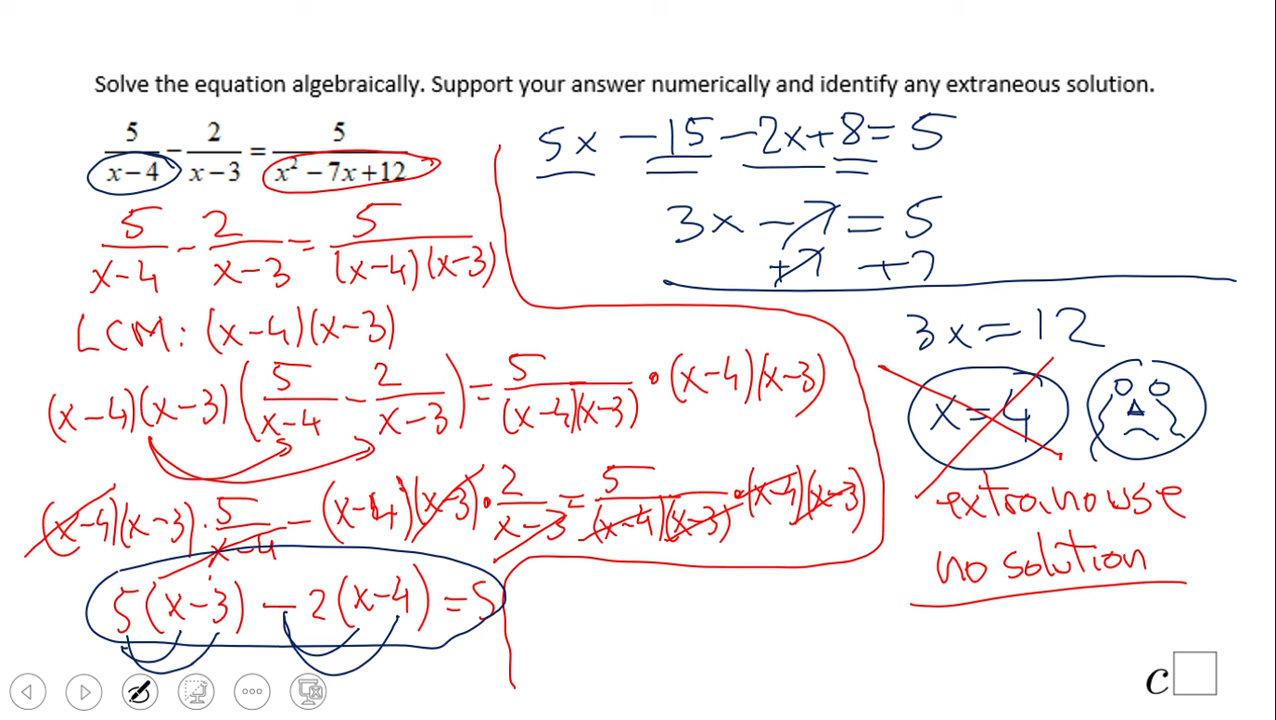 Solve the equation algebraically. Support your answer numerically and identify any extraneous solution.
5/(x−4) − 2/(x−3) = 5/(x² − 7x + 12)
5/(x−4) − 2/(x−3) = 5/((x−4)(x−3))
LCM: (x−4)(x−3)
(x−4)(x−3)(5/(x−4) − 2/(x−3)) = 5/((x−4)(x−3)) • (x−4)(x−3)
(x−4)(x−3) · 5/(x−4) − (x−4)(x−3) · 2/(x−3) = 5/((x−4)(x−3)) • (x−4)(x−3)
5(x−3) − 2(x−4) = 5
5x − 15 − 2x + 8 = 5
3x − 7 = 5
+7 +7
3x = 12
x = 4
extranouse
no solution
c